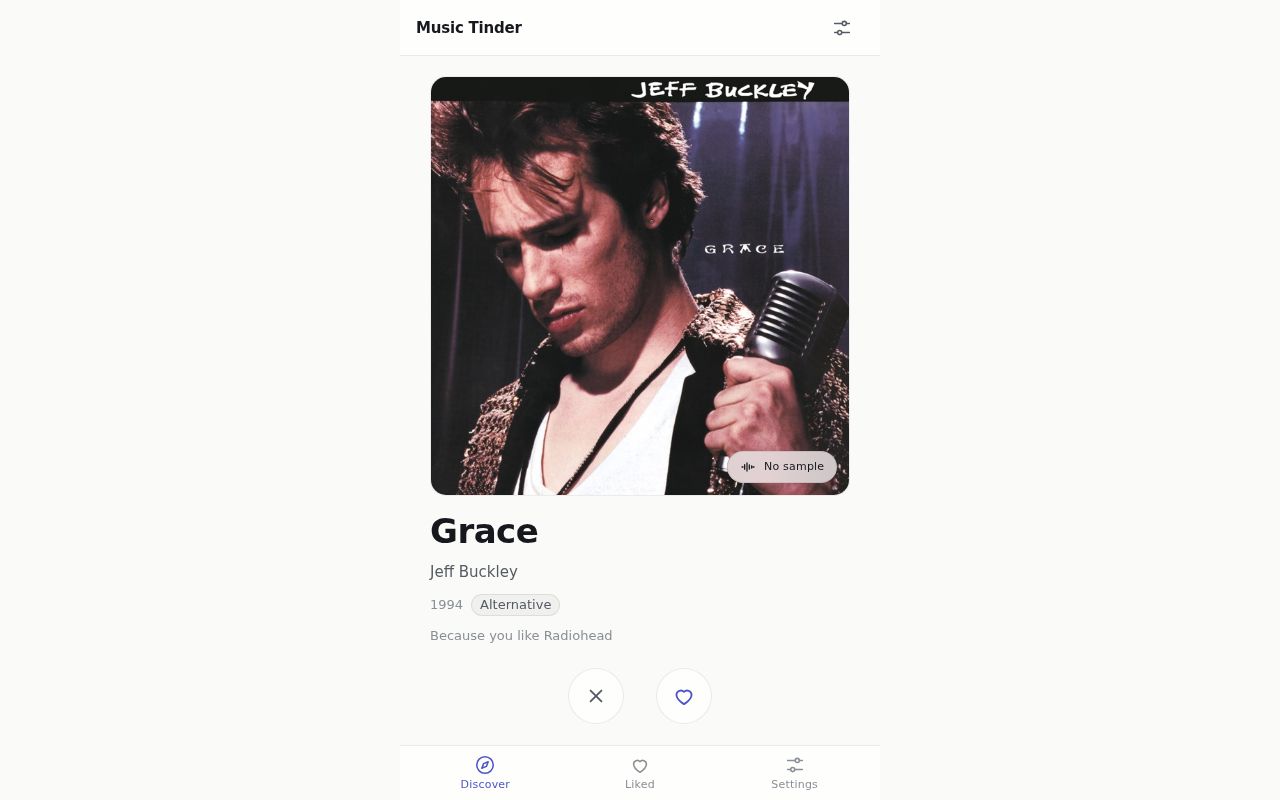 Music Tinder
JEFF BUCKLEY
GRACE
No sample
Grace
Jeff Buckley
1994 Alternative
Because you like Radiohead
Discover Liked Settings